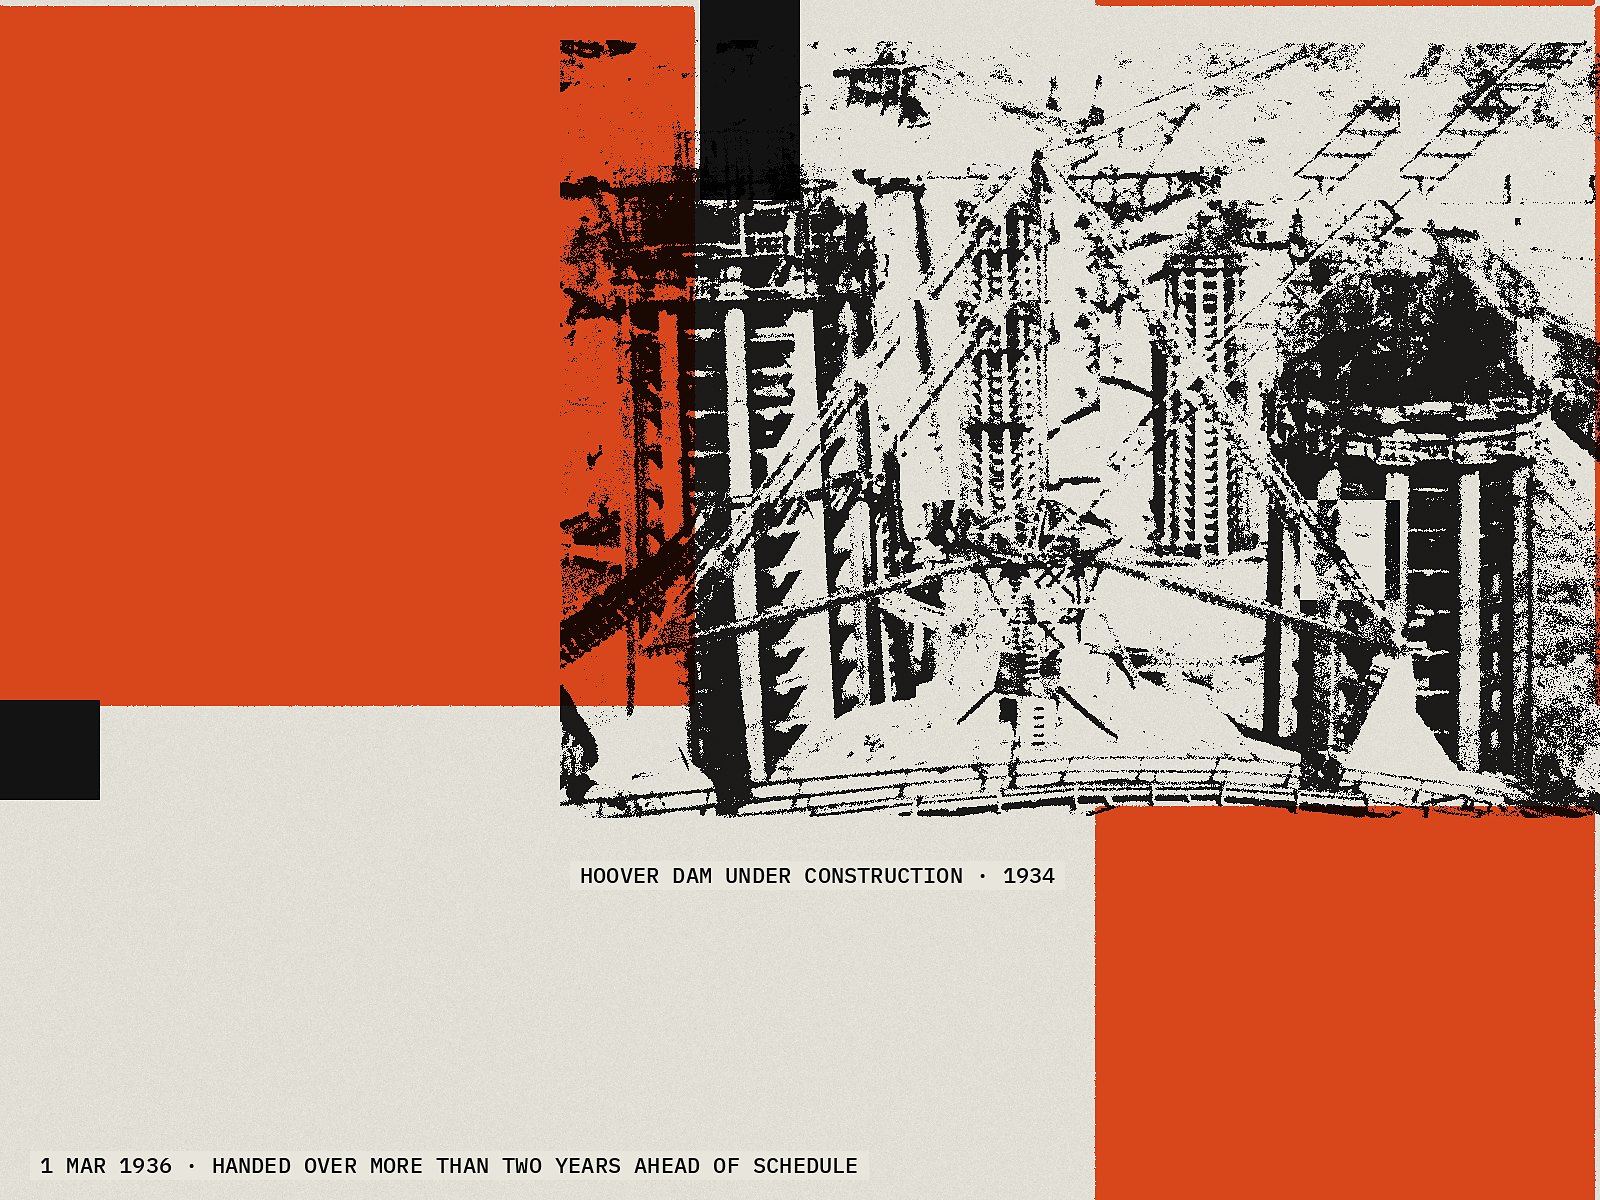 HOOVER DAM UNDER CONSTRUCTION · 1934
1 MAR 1936 · HANDED OVER MORE THAN TWO YEARS AHEAD OF SCHEDULE